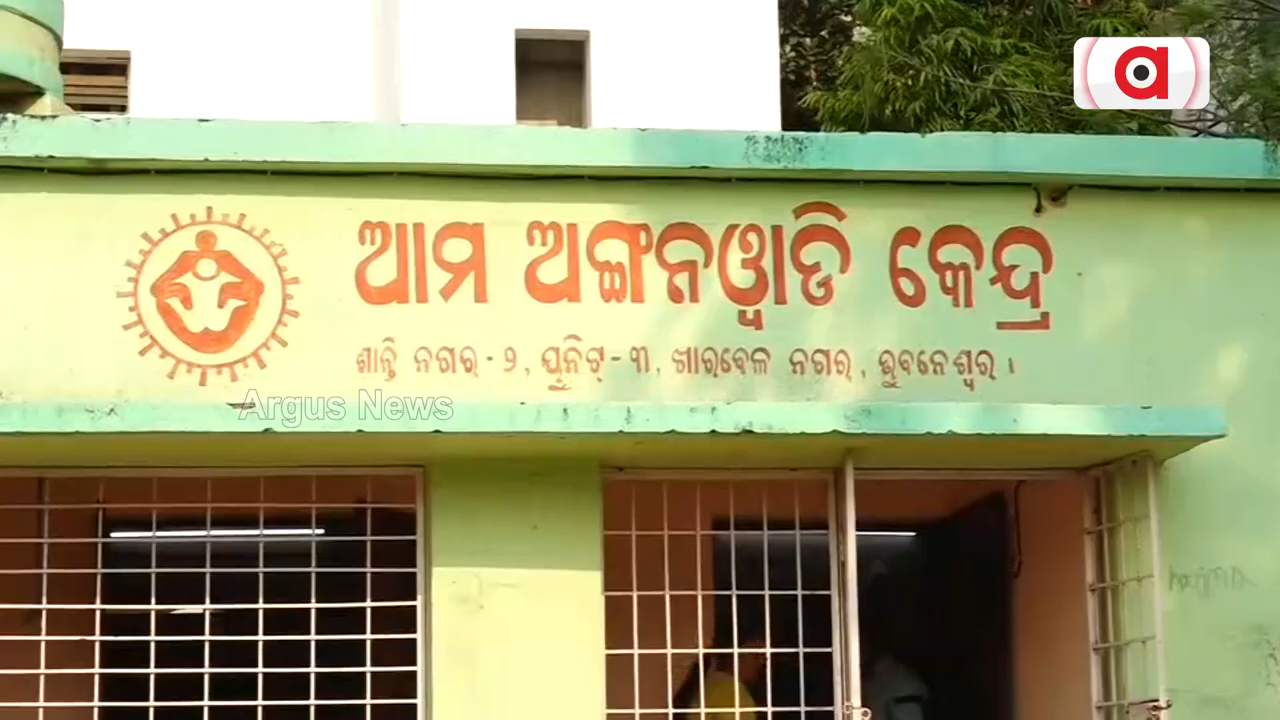 ଆମ ଅଙ୍ଗନୱାଡି କେନ୍ଦ୍ର
ଶାନ୍ତି ନଗର - ୨, ୟୁନିଟ୍ - ୩, ଖାରବେଳ ନଗର, ଭୁବନେଶ୍ୱର ।
Argus News